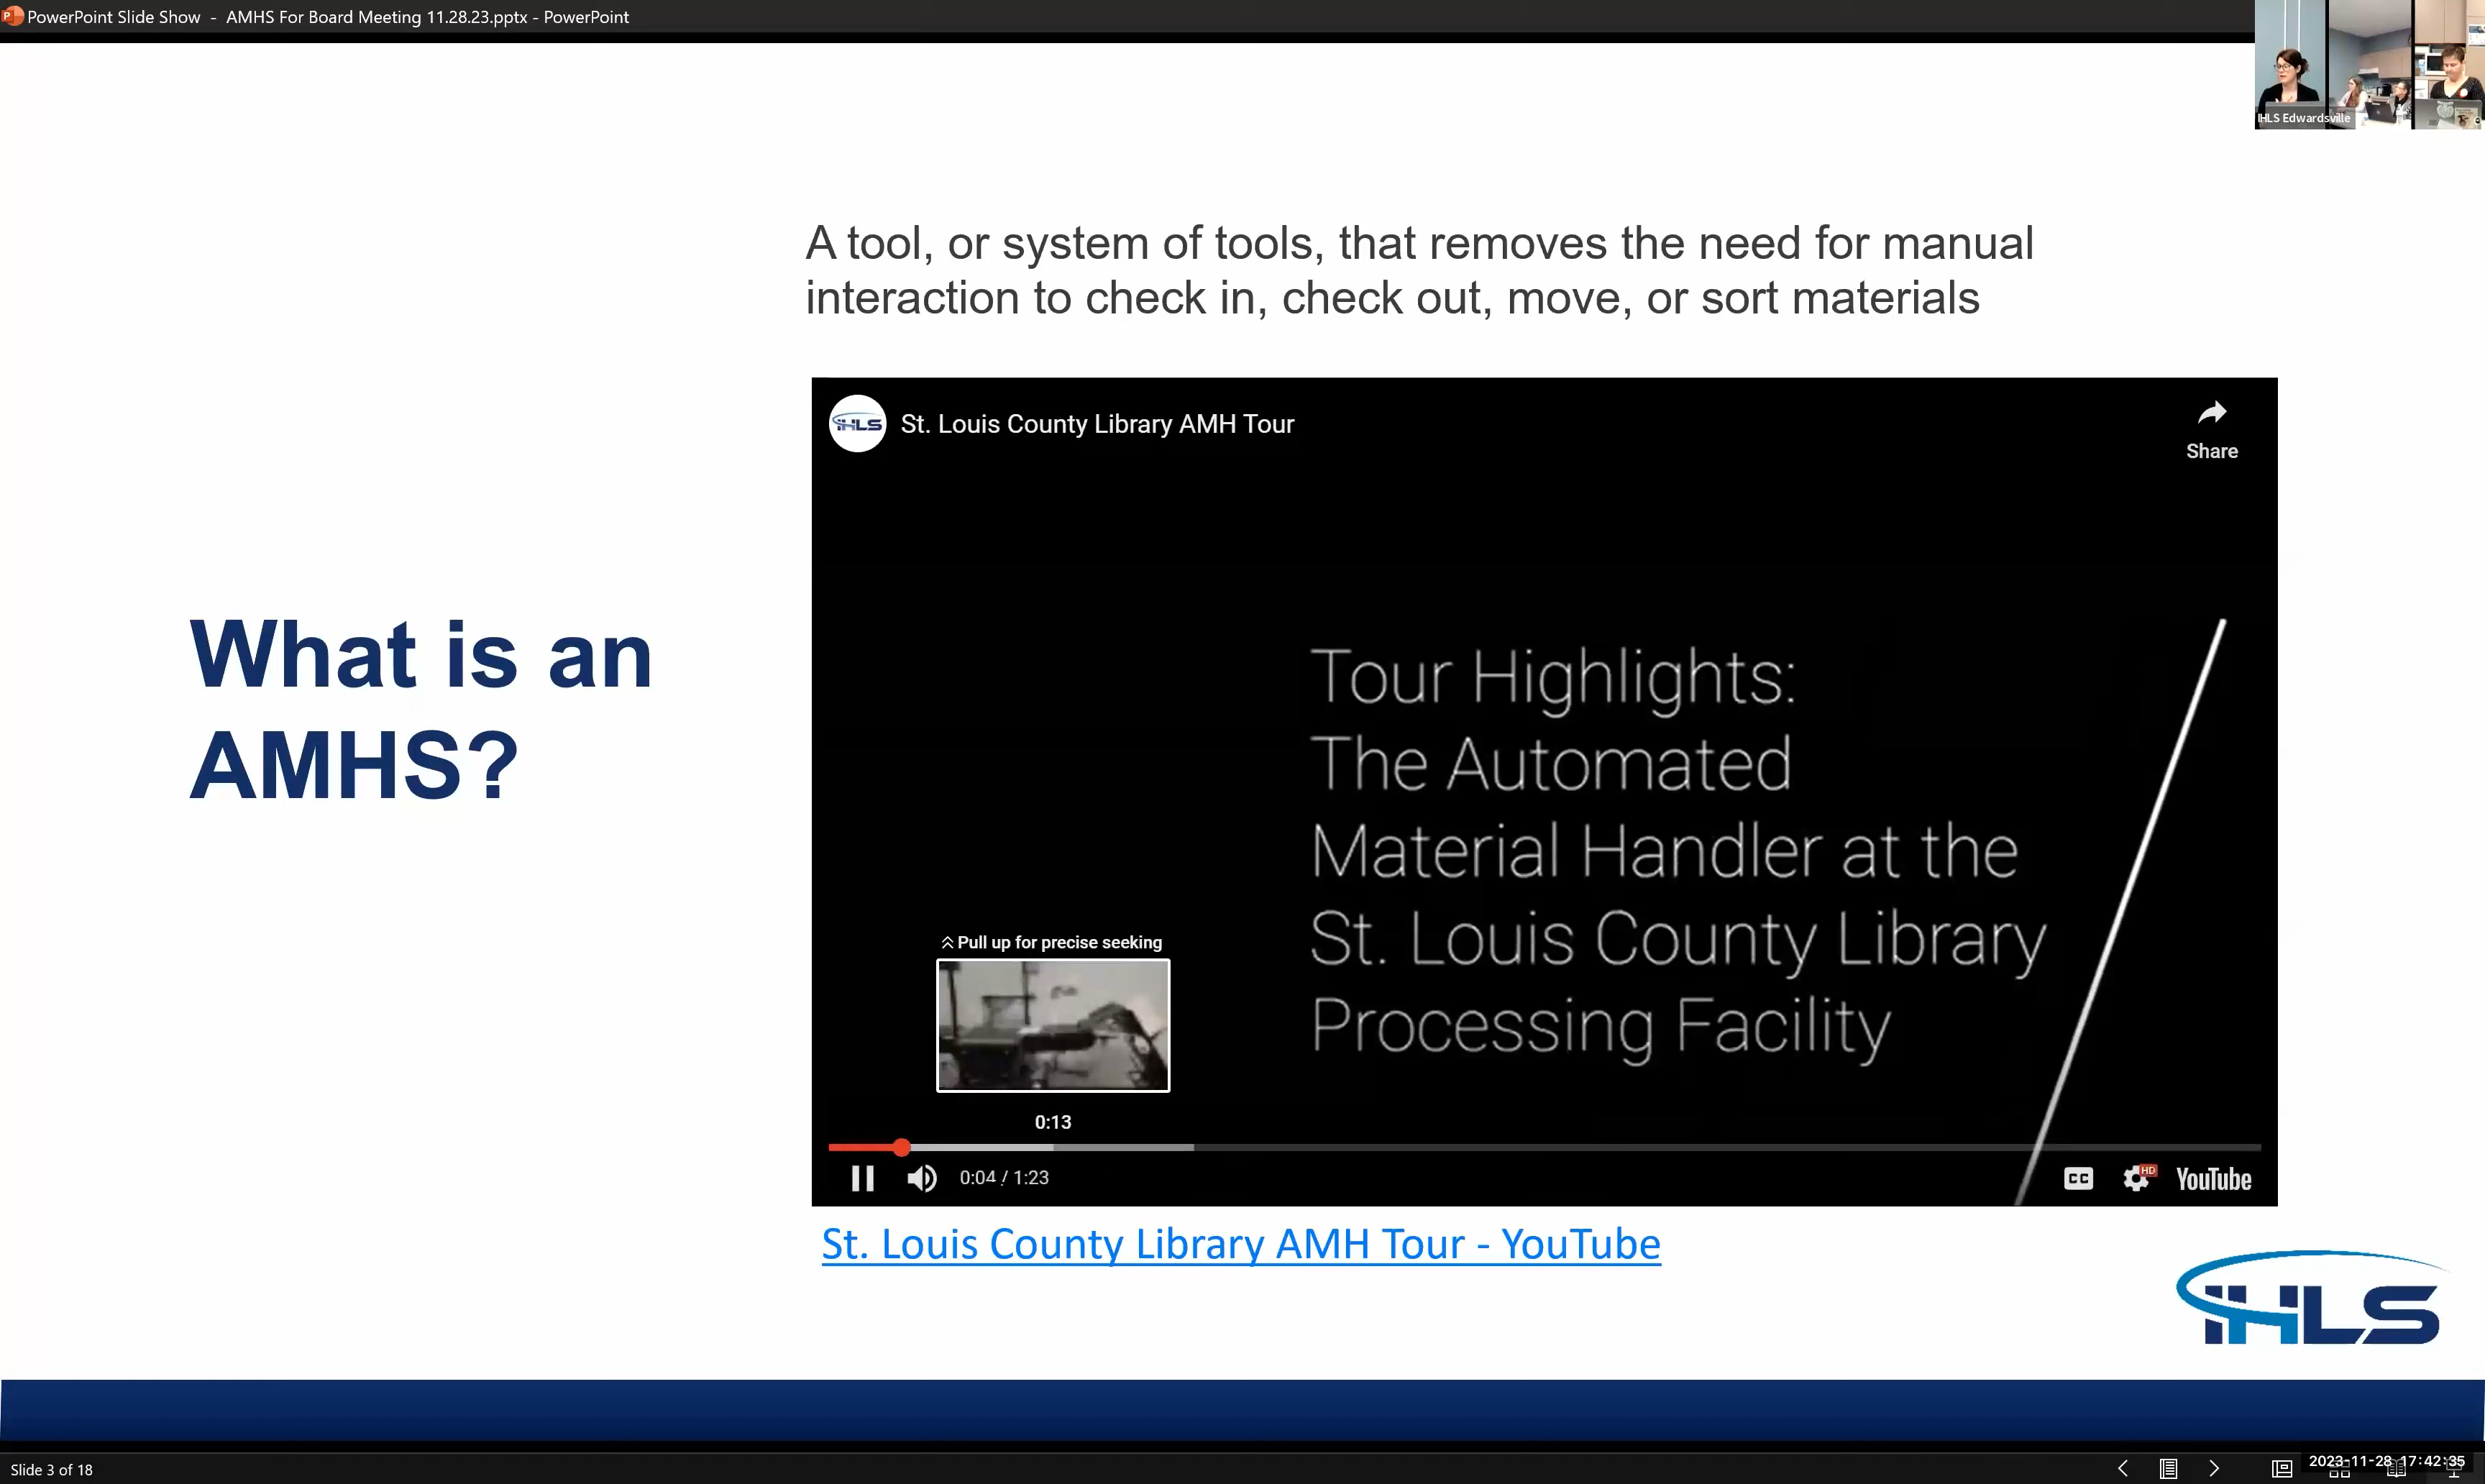 PowerPoint Slide Show - AMHS For Board Meeting 11.28.23.pptx - PowerPoint
IHLS Edwardsville
A tool, or system of tools, that removes the need for manual
interaction to check in, check out, move, or sort materials
What is an
AMHS?
IHLS
St. Louis County Library AMH Tour
Share
Tour Highlights:
The Automated
Material Handler at the
St. Louis County Library
Processing Facility
Pull up for precise seeking
0:13
0:04 / 1:23
CC
HD
YouTube
St. Louis County Library AMH Tour - YouTube
IHLS
Slide 3 of 18
2023-11-28 17:42:35